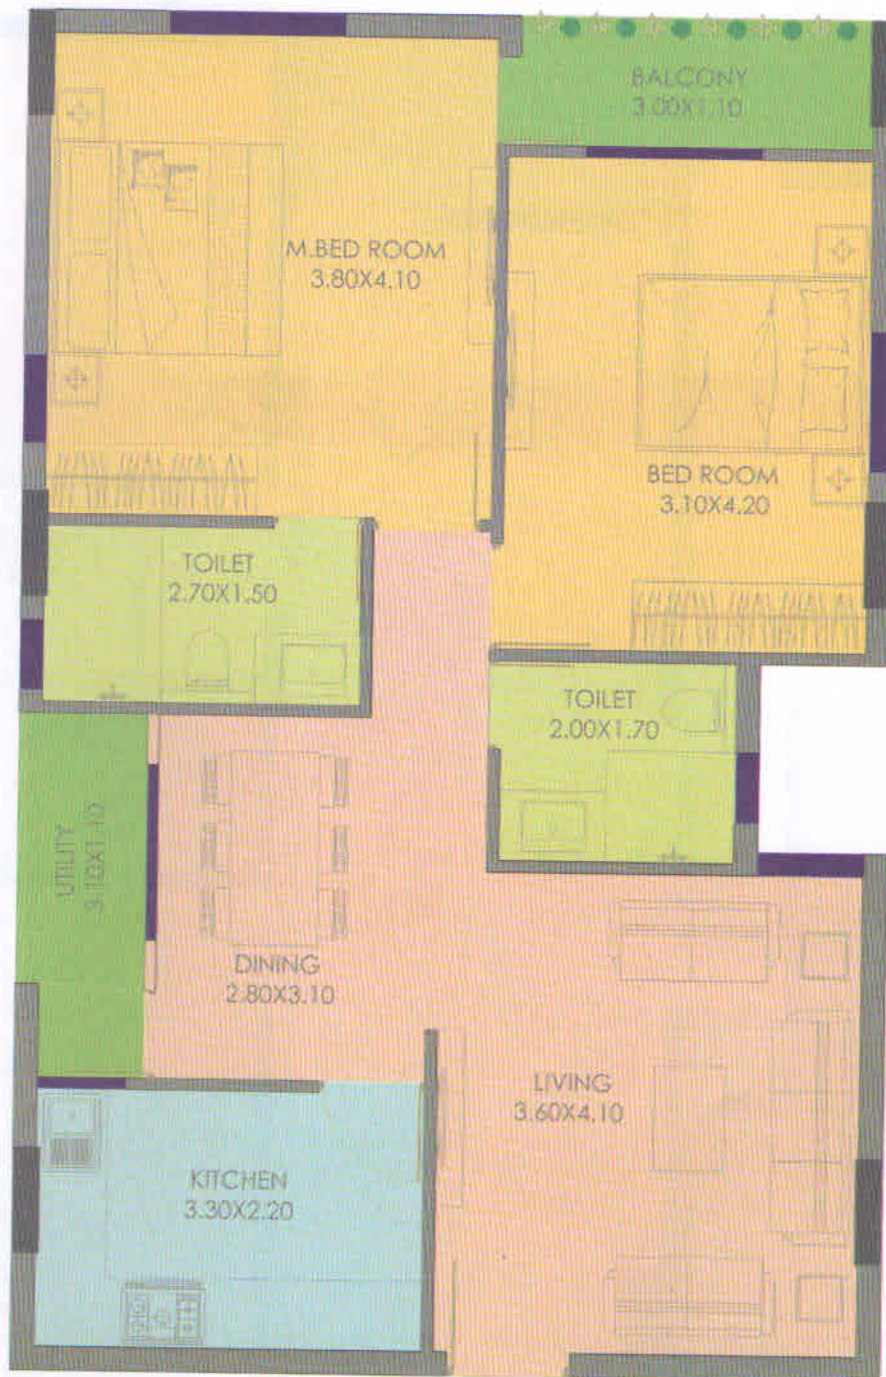 BALCONY
3.00X1.10
M.BED ROOM
3.80X4.10
BED ROOM
3.10X4.20
TOILET
2.70X1.50
TOILET
2.00X1.70
UTILITY
3.10X1.10
DINING
2.80X3.10
LIVING
3.60X4.10
KITCHEN
3.30X2.20